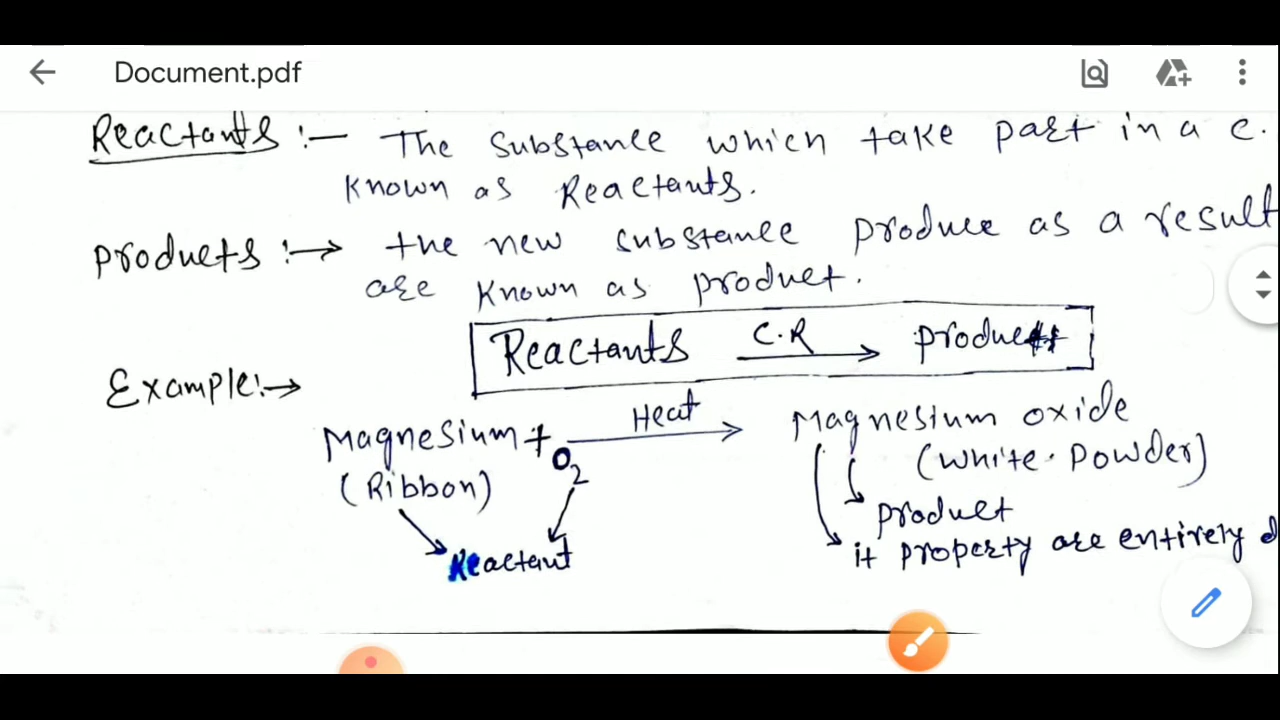 Document.pdf
Reactants :— The Substance which take part in a c.
Known as Reactants.
Products :→ the new substance produce as a result
are Known as product.
Reactants C.R → product
Example:→
Magnesium + O2 Heat → Magnesium oxide
(Ribbon) (White Powder)
product
Reactant
it property are entirely d